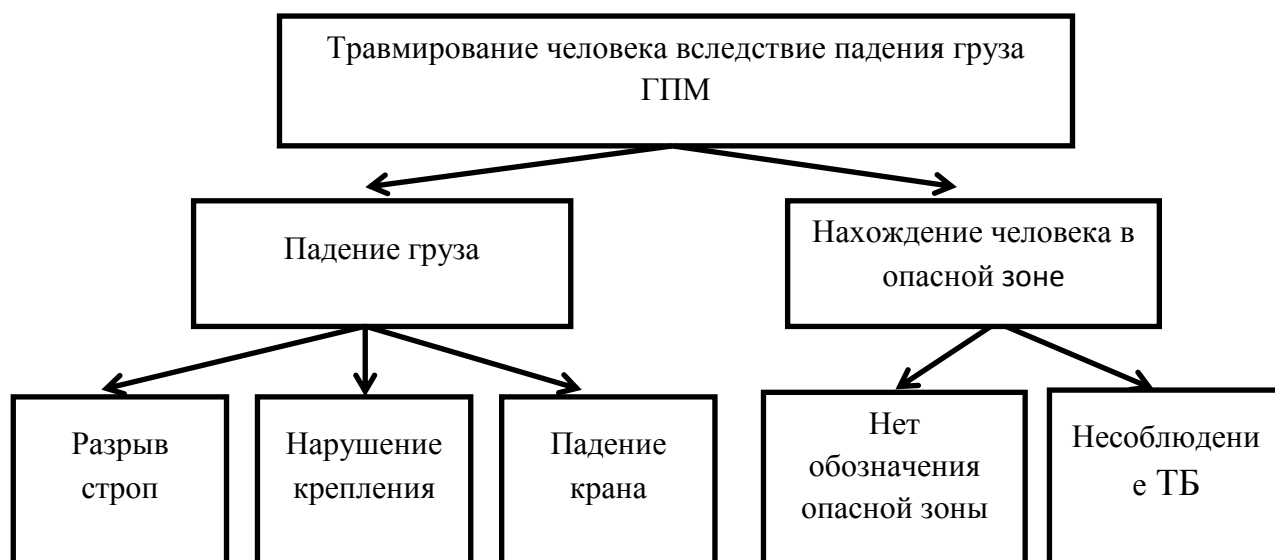 Травмирование человека вследствие падения груза
ГПМ
Падение груза
Нахождение человека в
опасной зоне
Разрыв
строп
Нарушение
крепления
Падение
крана
Нет
обозначения
опасной зоны
Несоблюдени
е ТБ